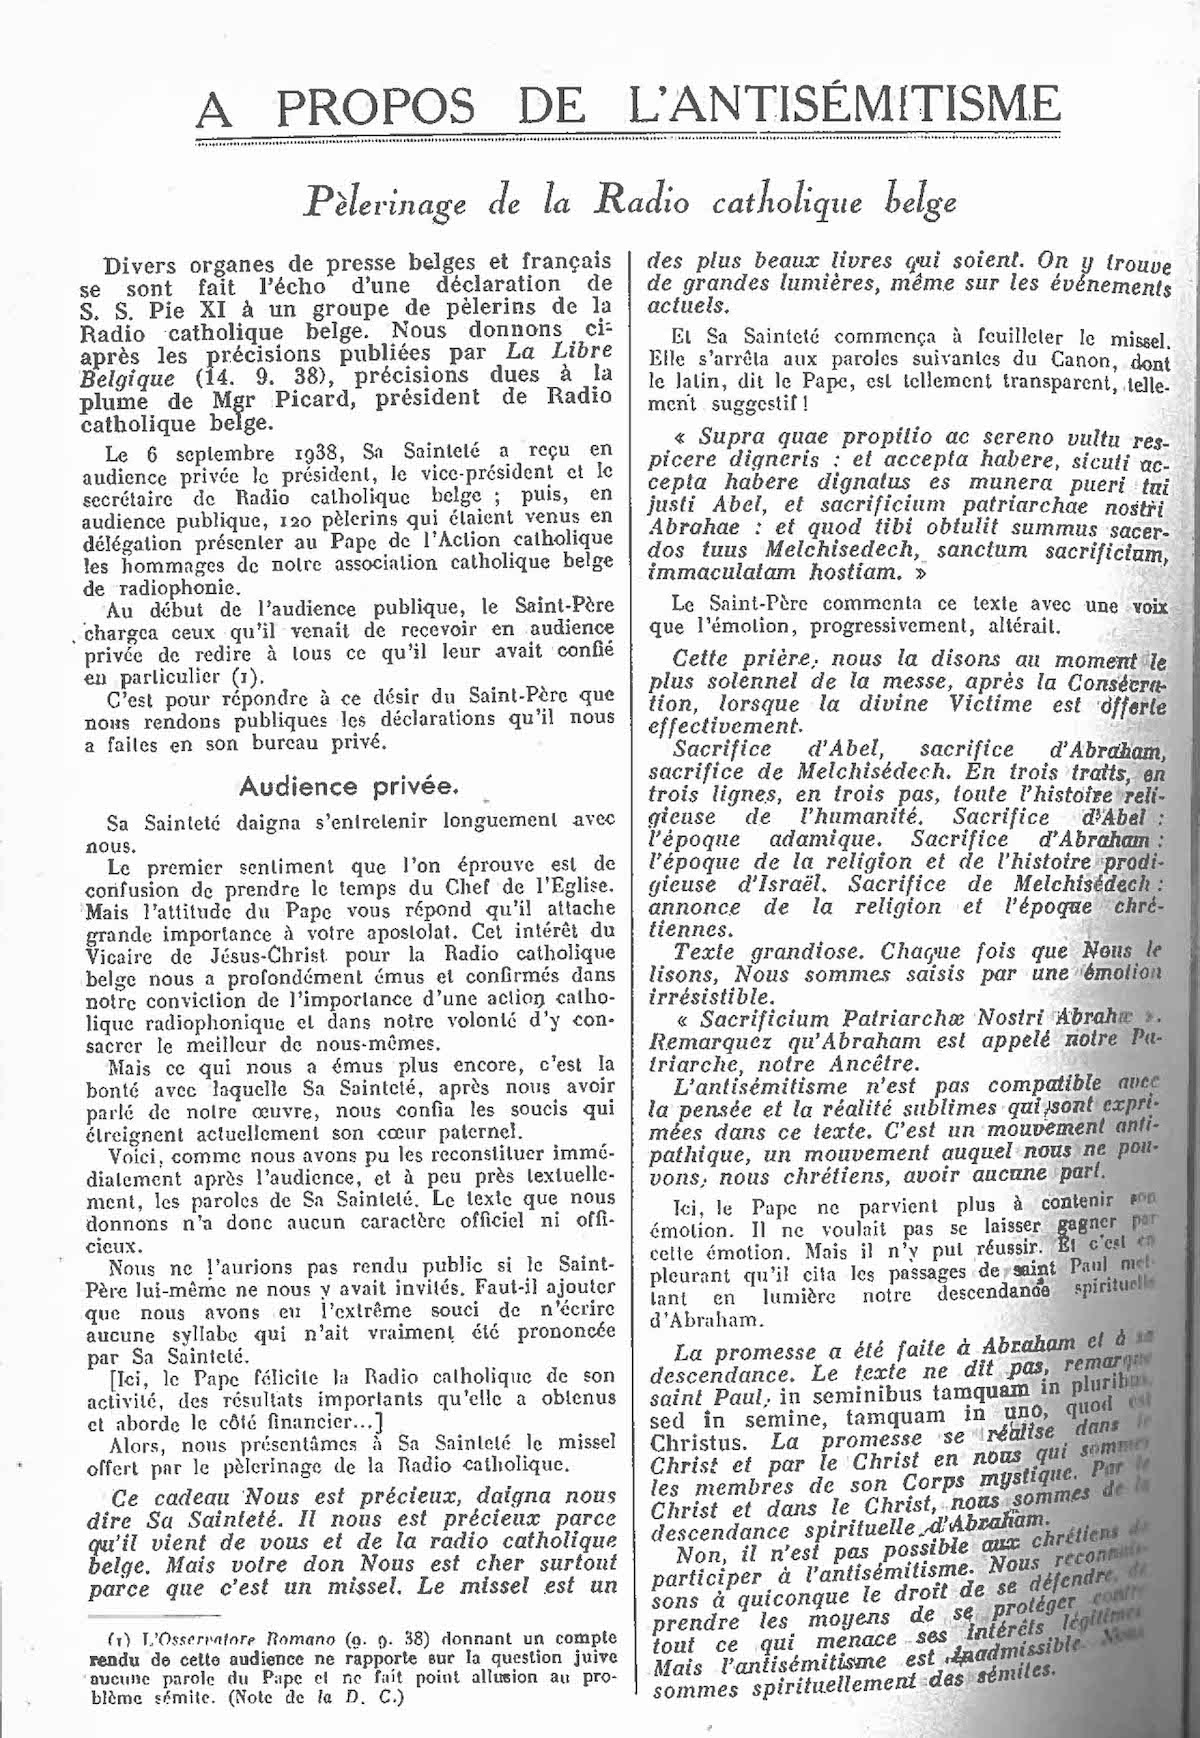 A PROPOS DE L'ANTISÉMITISME
Pèlerinage de la Radio catholique belge
Divers organes de presse belges et français
se sont fait l'écho d'une déclaration de
S. S. Pie XI à un groupe de pèlerins de la
Radio catholique belge. Nous donnons ci-
après les précisions publiées par La Libre
Belgique (14. 9. 38), précisions dues à la
plume de Mgr Picard, président de Radio
catholique belge.
Le 6 septembre 1938, Sa Sainteté a reçu en
audience privée le président, le vice-président et le
secrétaire de Radio catholique belge ; puis, en
audience publique, 120 pèlerins qui étaient venus en
délégation présenter au Pape de l'Action catholique
les hommages de notre association catholique belge
de radiophonie.
Au début de l'audience publique, le Saint-Père
chargea ceux qu'il venait de recevoir en audience
privée de redire à tous ce qu'il leur avait confié
en particulier (1).
C'est pour répondre à ce désir du Saint-Père que
nous rendons publiques les déclarations qu'il nous
a faites en son bureau privé.
Audience privée.
Sa Sainteté daigna s'entretenir longuement avec
nous.
Le premier sentiment que l'on éprouve est de
confusion de prendre le temps du Chef de l'Eglise.
Mais l'attitude du Pape vous répond qu'il attache
grande importance à votre apostolat. Cet intérêt du
Vicaire de Jésus-Christ pour la Radio catholique
belge nous a profondément émus et confirmés dans
notre conviction de l'importance d'une action catho-
lique radiophonique et dans notre volonté d'y con-
sacrer le meilleur de nous-mêmes.
Mais ce qui nous a émus plus encore, c'est la
bonté avec laquelle Sa Sainteté, après nous avoir
parlé de notre œuvre, nous confia les soucis qui
étreignent actuellement son cœur paternel.
Voici, comme nous avons pu les reconstituer immé-
diatement après l'audience, et à peu près textuelle-
ment, les paroles de Sa Sainteté. Le texte que nous
donnons n'a donc aucun caractère officiel ni offi-
cieux.
Nous ne l'aurions pas rendu public si le Saint-
Père lui-même ne nous y avait invités. Faut-il ajouter
que nous avons eu l'extrême souci de n'écrire
aucune syllabe qui n'ait vraiment été prononcée
par Sa Sainteté.
[Ici, le Pape félicite la Radio catholique de son
activité, des résultats importants qu'elle a obtenus
et aborde le côté financier...]
Alors, nous présentâmes à Sa Sainteté le missel
offert par le pèlerinage de la Radio catholique.
Ce cadeau Nous est précieux, daigna nous
dire Sa Sainteté. Il nous est précieux parce
qu'il vient de vous et de la radio catholique
belge. Mais votre don Nous est cher surtout
parce que c'est un missel. Le missel est un
(1) L'Osservatore Romano (9. 9. 38) donnant un compte
rendu de cette audience ne rapporte sur la question juive
aucune parole du Pape et ne fait point allusion au pro-
blème sémite. (Note de la D. C.)
des plus beaux livres qui soient. On y trouve
de grandes lumières, même sur les événements
actuels.
Et Sa Sainteté commença à feuilleter le missel.
Elle s'arrêta aux paroles suivantes du Canon, dont
le latin, dit le Pape, est tellement transparent, telle-
ment suggestif !
« Supra quae propitio ac sereno vultu res-
picere digneris : et accepta habere, sicuti ac-
cepta habere dignatus es munera pueri tui
justi Abel, et sacrificium patriarchae nostri
Abrahae : et quod tibi obtulit summus sacer-
dos tuus Melchisedech, sanctum sacrificium,
immaculatam hostiam. »
Le Saint-Père commenta ce texte avec une voix
que l'émotion, progressivement, altérait.
Cette prière, nous la disons au moment le
plus solennel de la messe, après la Consécra-
tion, lorsque la divine Victime est offerte
effectivement.
Sacrifice d'Abel, sacrifice d'Abraham,
sacrifice de Melchisédech. En trois traits, en
trois lignes, en trois pas, toute l'histoire reli-
gieuse de l'humanité. Sacrifice d'Abel :
l'époque adamique. Sacrifice d'Abraham :
l'époque de la religion et de l'histoire prodi-
gieuse d'Israël. Sacrifice de Melchisédech :
annonce de la religion et l'époque chré-
tiennes.
Texte grandiose. Chaque fois que Nous le
lisons, Nous sommes saisis par une émotion
irrésistible.
« Sacrificium Patriarchæ Nostri Abrahæ ».
Remarquez qu'Abraham est appelé notre Pa-
triarche, notre Ancêtre.
L'antisémitisme n'est pas compatible avec
la pensée et la réalité sublimes qui sont expri-
mées dans ce texte. C'est un mouvement anti-
pathique, un mouvement auquel nous ne pou-
vons, nous chrétiens, avoir aucune part.
Ici, le Pape ne parvient plus à contenir son
émotion. Il ne voulait pas se laisser gagner par
cette émotion. Mais il n'y put réussir. Et c'est en
pleurant qu'il cita les passages de saint Paul met-
tant en lumière notre descendance spirituelle
d'Abraham.
La promesse a été faite à Abraham et à sa
descendance. Le texte ne dit pas, remarque
saint Paul, in seminibus tamquam in pluribus,
sed in semine, tamquam in uno, quod est
Christus. La promesse se réalise dans le
Christ et par le Christ en nous qui sommes
les membres de son Corps mystique. Par le
Christ et dans le Christ, nous sommes de la
descendance spirituelle d'Abraham.
Non, il n'est pas possible aux chrétiens de
participer à l'antisémitisme. Nous reconnais-
sons à quiconque le droit de se défendre, de
prendre les moyens de se protéger contre
tout ce qui menace ses intérêts légitimes.
Mais l'antisémitisme est inadmissible. Nous
sommes spirituellement des sémites.